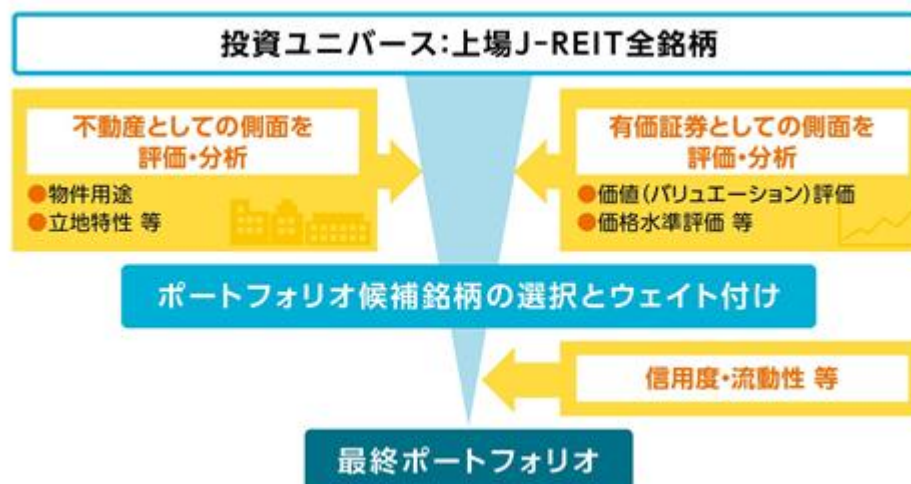 投資ユニバース:上場J-REIT全銘柄
不動産としての側面を
評価・分析
●物件用途
●立地特性 等
有価証券としての側面を
評価・分析
●価値(バリュエーション)評価
●価格水準評価 等
ポートフォリオ候補銘柄の選択とウェイト付け
信用度・流動性 等
最終ポートフォリオ